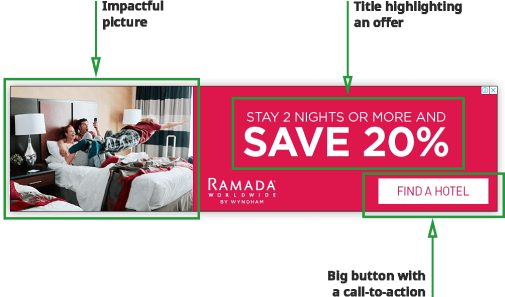 Impactful
picture
Title highlighting
an offer
STAY 2 NIGHTS OR MORE AND
SAVE 20%
RAMADA
WORLDWIDE
BY WYNDHAM
FIND A HOTEL
Big button with
a call-to-action